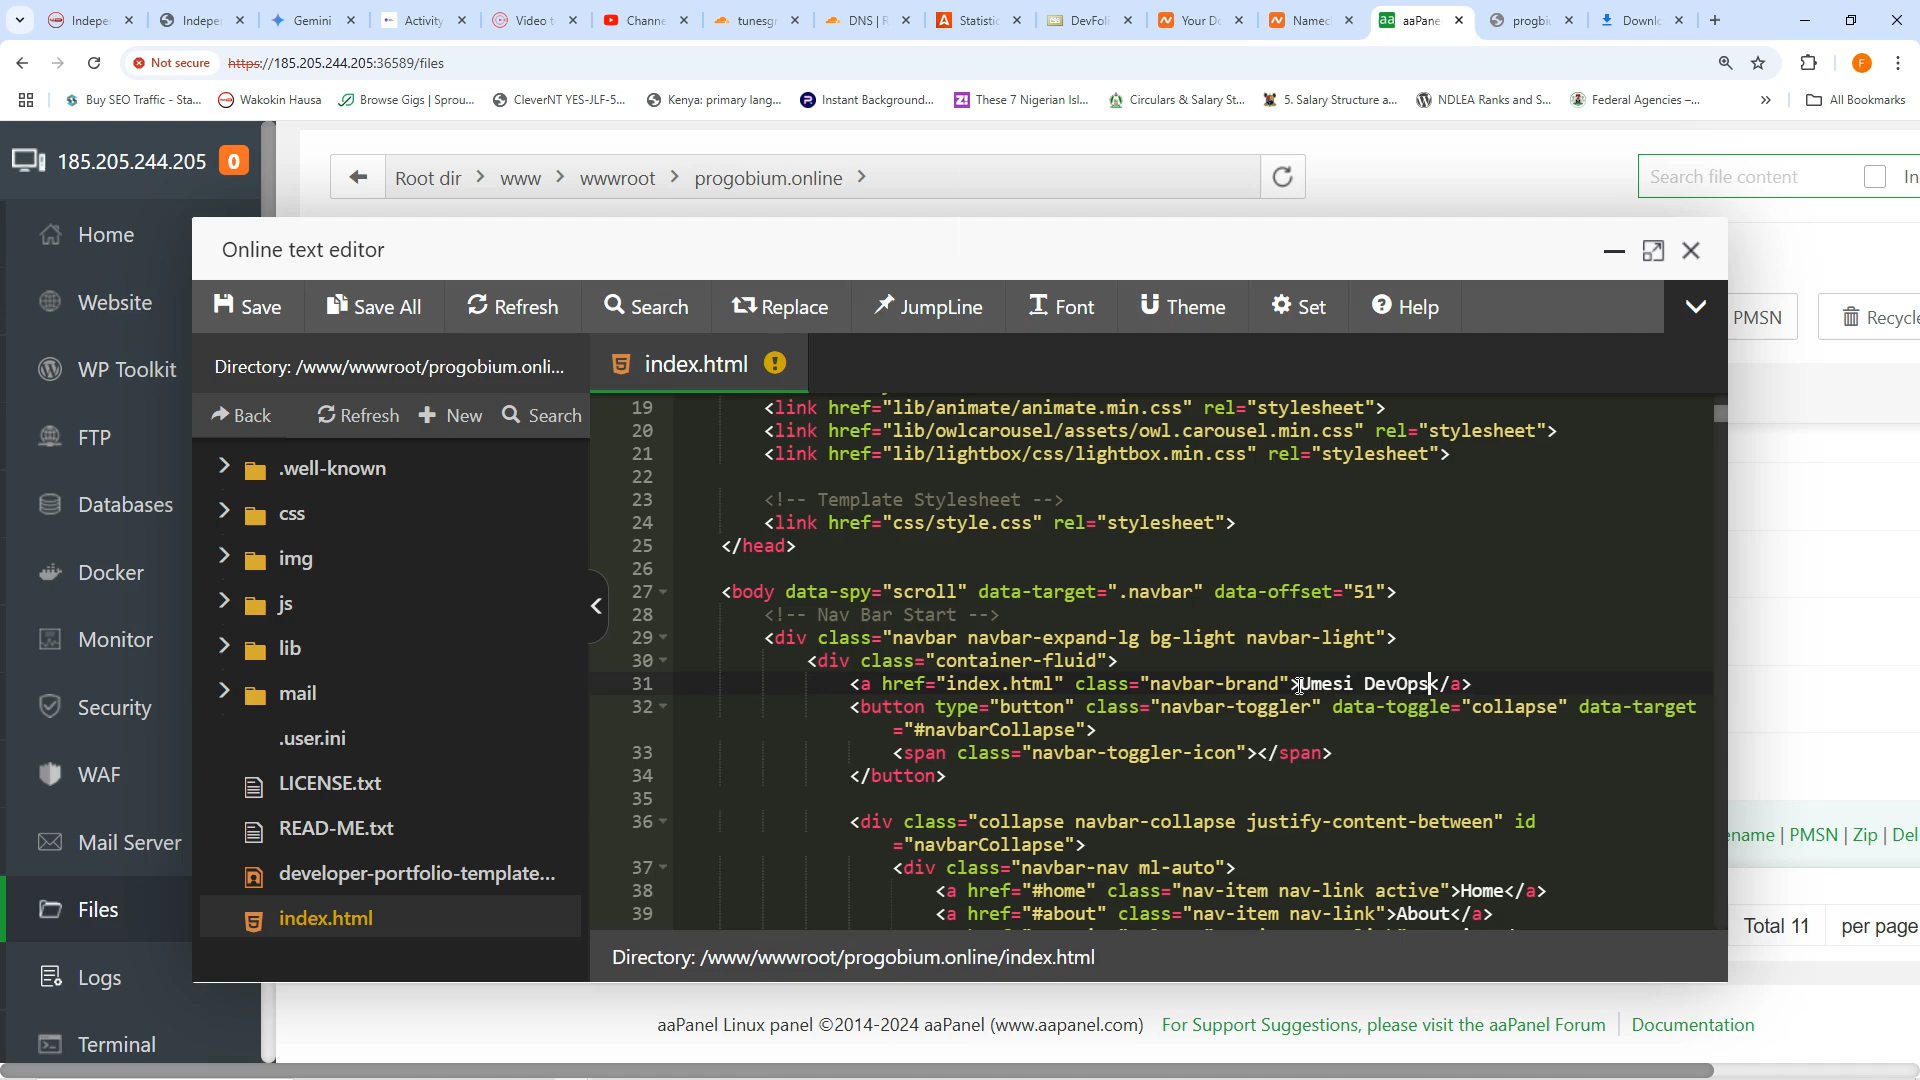 Indeper
Indeper
Gemini
Activity
Video t
Channe
tunesgr
DNS | R
Statistic
DevFoli
Your Do
Namech
aaPane
progbiu
Downlo
Not secure
https://185.205.244.205:36589/files
Buy SEO Traffic - Sta...
Wakokin Hausa
Browse Gigs | Sprou...
CleverNT YES-JLF-5...
Kenya: primary lang...
Instant Background...
These 7 Nigerian Isl...
Circulars & Salary St...
5. Salary Structure a...
NDLEA Ranks and S...
Federal Agencies –...
All Bookmarks
185.205.244.205 0
Root dir > www > wwwroot > progobium.online >
Search file content
In
Home
Website
WP Toolkit
FTP
Databases
Docker
Monitor
Security
WAF
Mail Server
Files
Logs
Terminal
Online text editor
Save Save All Refresh Search Replace JumpLine Font Theme Set Help
PMSN
Recycle
Directory: /www/wwwroot/progobium.onli...
index.html
Back Refresh New Search
.well-known
css
img
js
lib
mail
.user.ini
LICENSE.txt
READ-ME.txt
developer-portfolio-template...
index.html
19 <link href="lib/animate/animate.min.css" rel="stylesheet">
20 <link href="lib/owlcarousel/assets/owl.carousel.min.css" rel="stylesheet">
21 <link href="lib/lightbox/css/lightbox.min.css" rel="stylesheet">
22
23 <!-- Template Stylesheet -->
24 <link href="css/style.css" rel="stylesheet">
25 </head>
26
27 <body data-spy="scroll" data-target=".navbar" data-offset="51">
28 <!-- Nav Bar Start -->
29 <div class="navbar navbar-expand-lg bg-light navbar-light">
30 <div class="container-fluid">
31 <a href="index.html" class="navbar-brand">Umesi DevOps</a>
32 <button type="button" class="navbar-toggler" data-toggle="collapse" data-target
="#navbarCollapse">
33 <span class="navbar-toggler-icon"></span>
34 </button>
35
36 <div class="collapse navbar-collapse justify-content-between" id
="navbarCollapse">
37 <div class="navbar-nav ml-auto">
38 <a href="#home" class="nav-item nav-link active">Home</a>
39 <a href="#about" class="nav-item nav-link">About</a>
Directory: /www/wwwroot/progobium.online/index.html
ename | PMSN | Zip | Del
Total 11
per page
aaPanel Linux panel ©2014-2024 aaPanel (www.aapanel.com) For Support Suggestions, please visit the aaPanel Forum Documentation